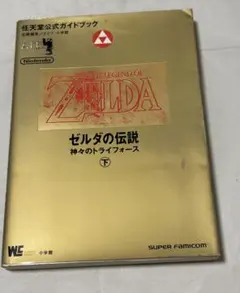 任天堂公式ガイドブック
Nintendo
THE LEGEND OF
ZELDA
ゼルダの伝説
神々のトライフォース
下
小学館
SUPER FAMICOM